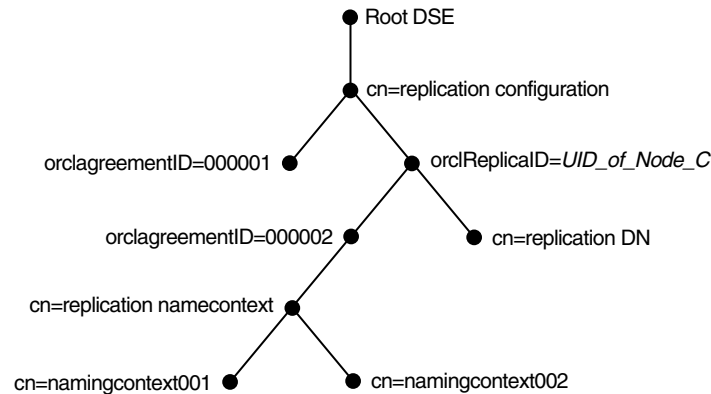 Root DSE
cn=replication configuration
orclagreementID=000001
orclReplicaID=UID_of_Node_C
orclagreementID=000002
cn=replication DN
cn=replication namecontext
cn=namingcontext001
cn=namingcontext002